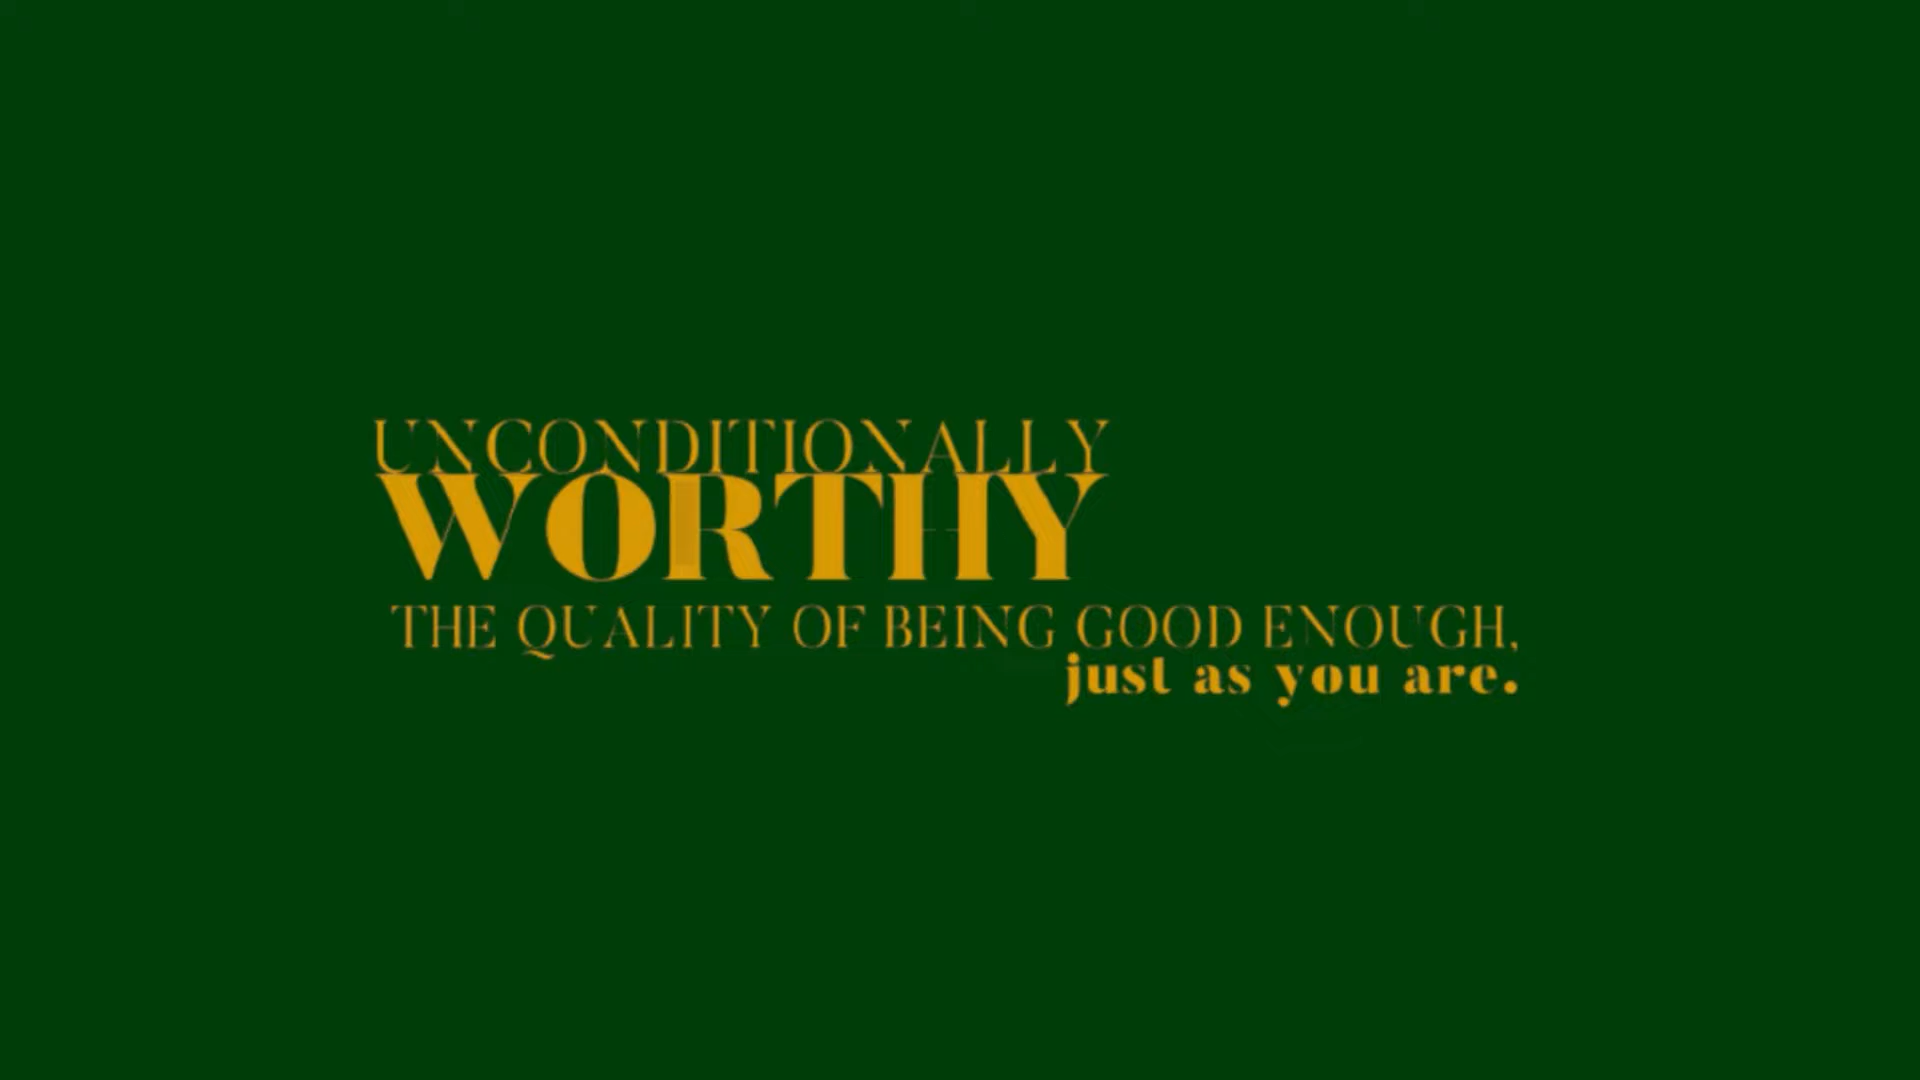 UNCONDITIONALLY
WORTHY
THE QUALITY OF BEING GOOD ENOUGH,
just as you are.